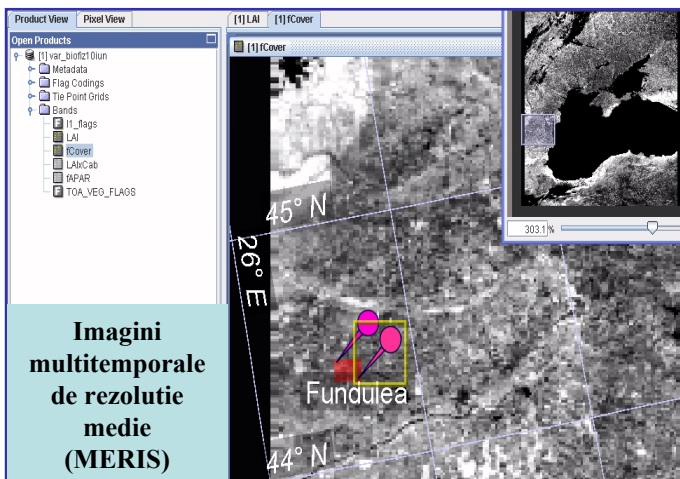 Product View Pixel View
Open Products
[1] var_biofiz10iun
Metadata
Flag Codings
Tie Point Grids
Bands
l1_flags
LAI
fCover
LAIxCab
fAPAR
TOA_VEG_FLAGS
[1] LAI [1] fCover
[1] fCover
303.1 %
45° N
26° E
Fundulea
44° N
Imagini
multitemporale
de rezolutie
medie
(MERIS)